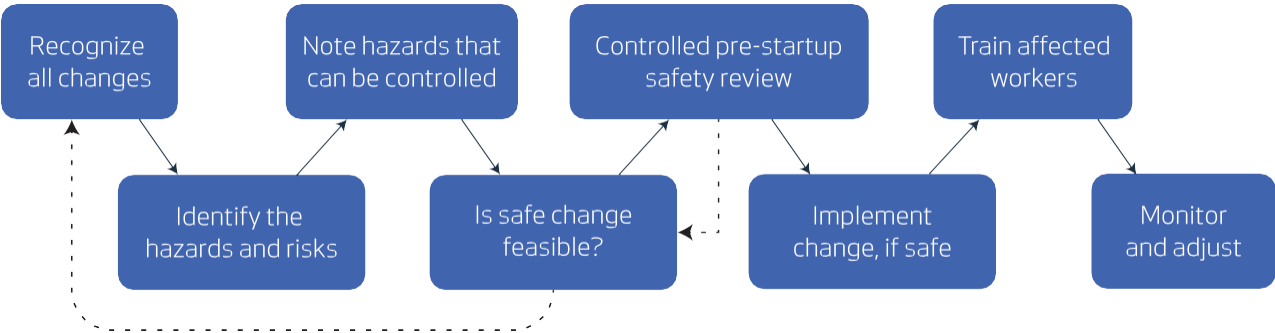 Recognize
all changes
Identify the
hazards and risks
Note hazards that
can be controlled
Is safe change
feasible?
Controlled pre-startup
safety review
Implement
change, if safe
Train affected
workers
Monitor
and adjust